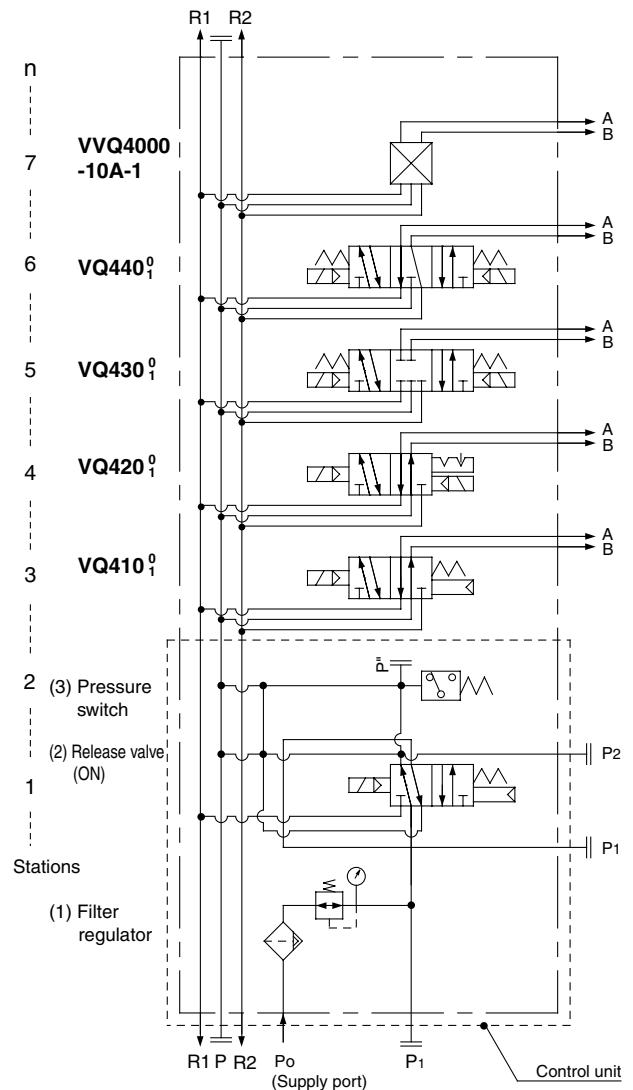 R1 R2
n
A
B
VVQ4000
-10A-1
7
A
B
6
VQ440 0 1
A
B
5
VQ430 0 1
A
B
4
VQ420 0 1
A
B
3
VQ410 0 1
2
(3) Pressure
switch
P"
(2) Release valve
(ON)
P2
1
P1
Stations
(1) Filter
regulator
R1 P R2
Po
(Supply port)
P1
Control unit